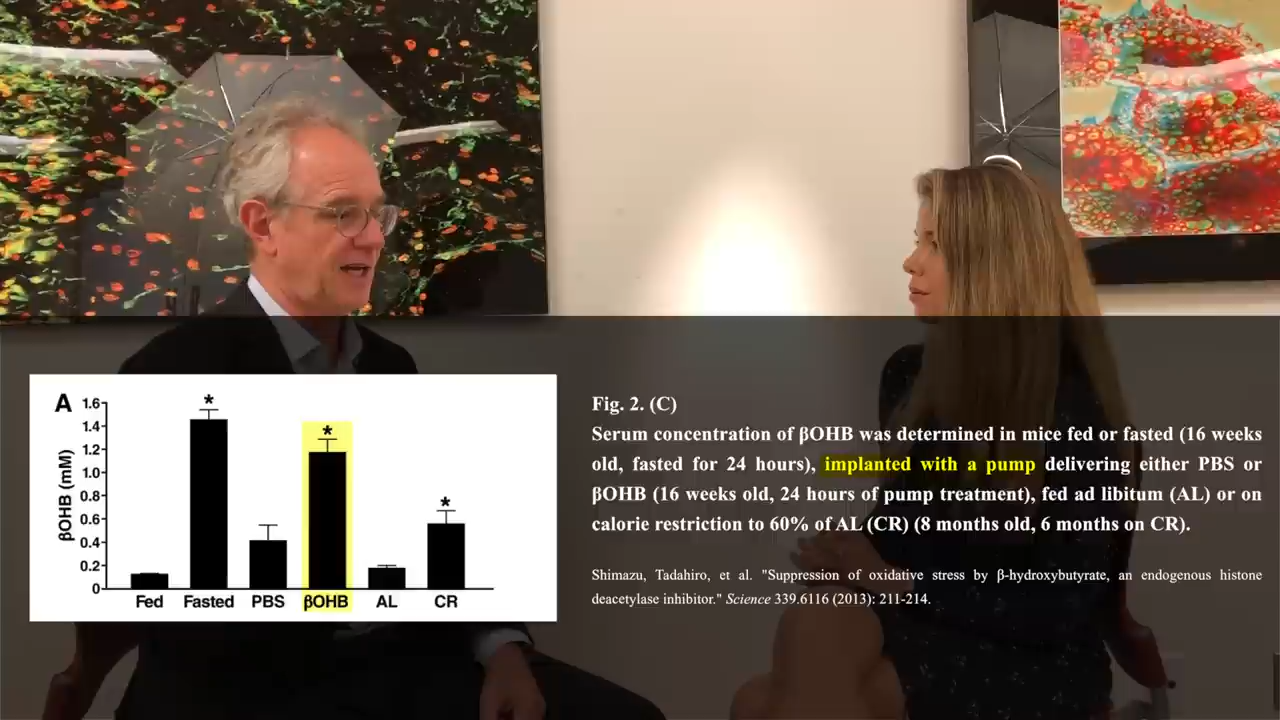 A
βOHB (mM)
1.6
1.4
1.2
1.0
0.8
0.6
0.4
0.2
0
*
*
*
Fed Fasted PBS βOHB AL CR
Fig. 2. (C)
Serum concentration of βOHB was determined in mice fed or fasted (16 weeks
old, fasted for 24 hours), implanted with a pump delivering either PBS or
βOHB (16 weeks old, 24 hours of pump treatment), fed ad libitum (AL) or on
calorie restriction to 60% of AL (CR) (8 months old, 6 months on CR).
Shimazu, Tadahiro, et al. "Suppression of oxidative stress by β-hydroxybutyrate, an endogenous histone
deacetylase inhibitor." Science 339.6116 (2013): 211-214.